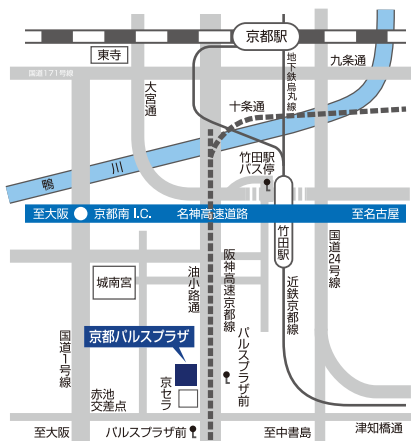 京都駅
東寺
九条通
国道171号線
地下鉄烏丸線
大宮通
十条通
竹田駅
バス停
鴨川
至大阪
京都南 I.C.
名神高速道路
至名古屋
竹田駅
国道24号線
城南宮
油小路通
阪神高速京都線
近鉄京都線
国道1号線
京都パルスプラザ
パルスプラザ前
京セラ
赤池
交差点
至大阪
パルスプラザ前
至中書島
津知橋通